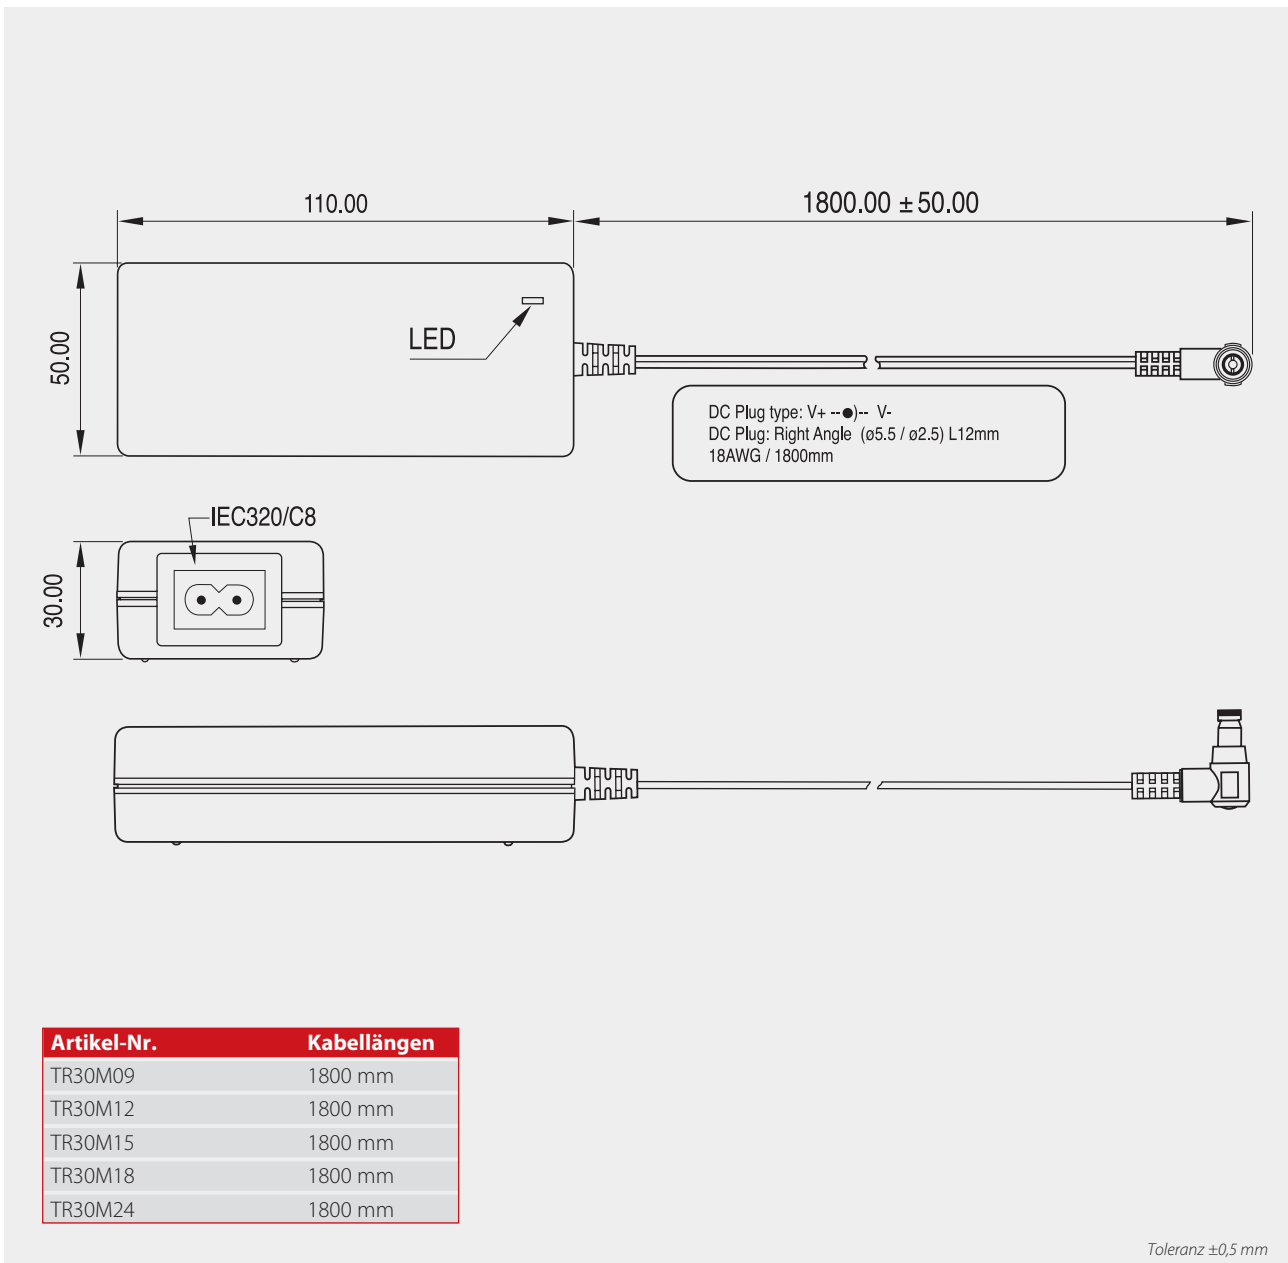 110.00
1800.00 ±50.00
50.00
LED
DC Plug type: V+ --●)-- V-
DC Plug: Right Angle (ø5.5 / ø2.5) L12mm
18AWG / 1800mm
IEC320/C8
30.00
Artikel-Nr. Kabellängen
TR30M09 1800 mm
TR30M12 1800 mm
TR30M15 1800 mm
TR30M18 1800 mm
TR30M24 1800 mm
Toleranz ±0,5 mm